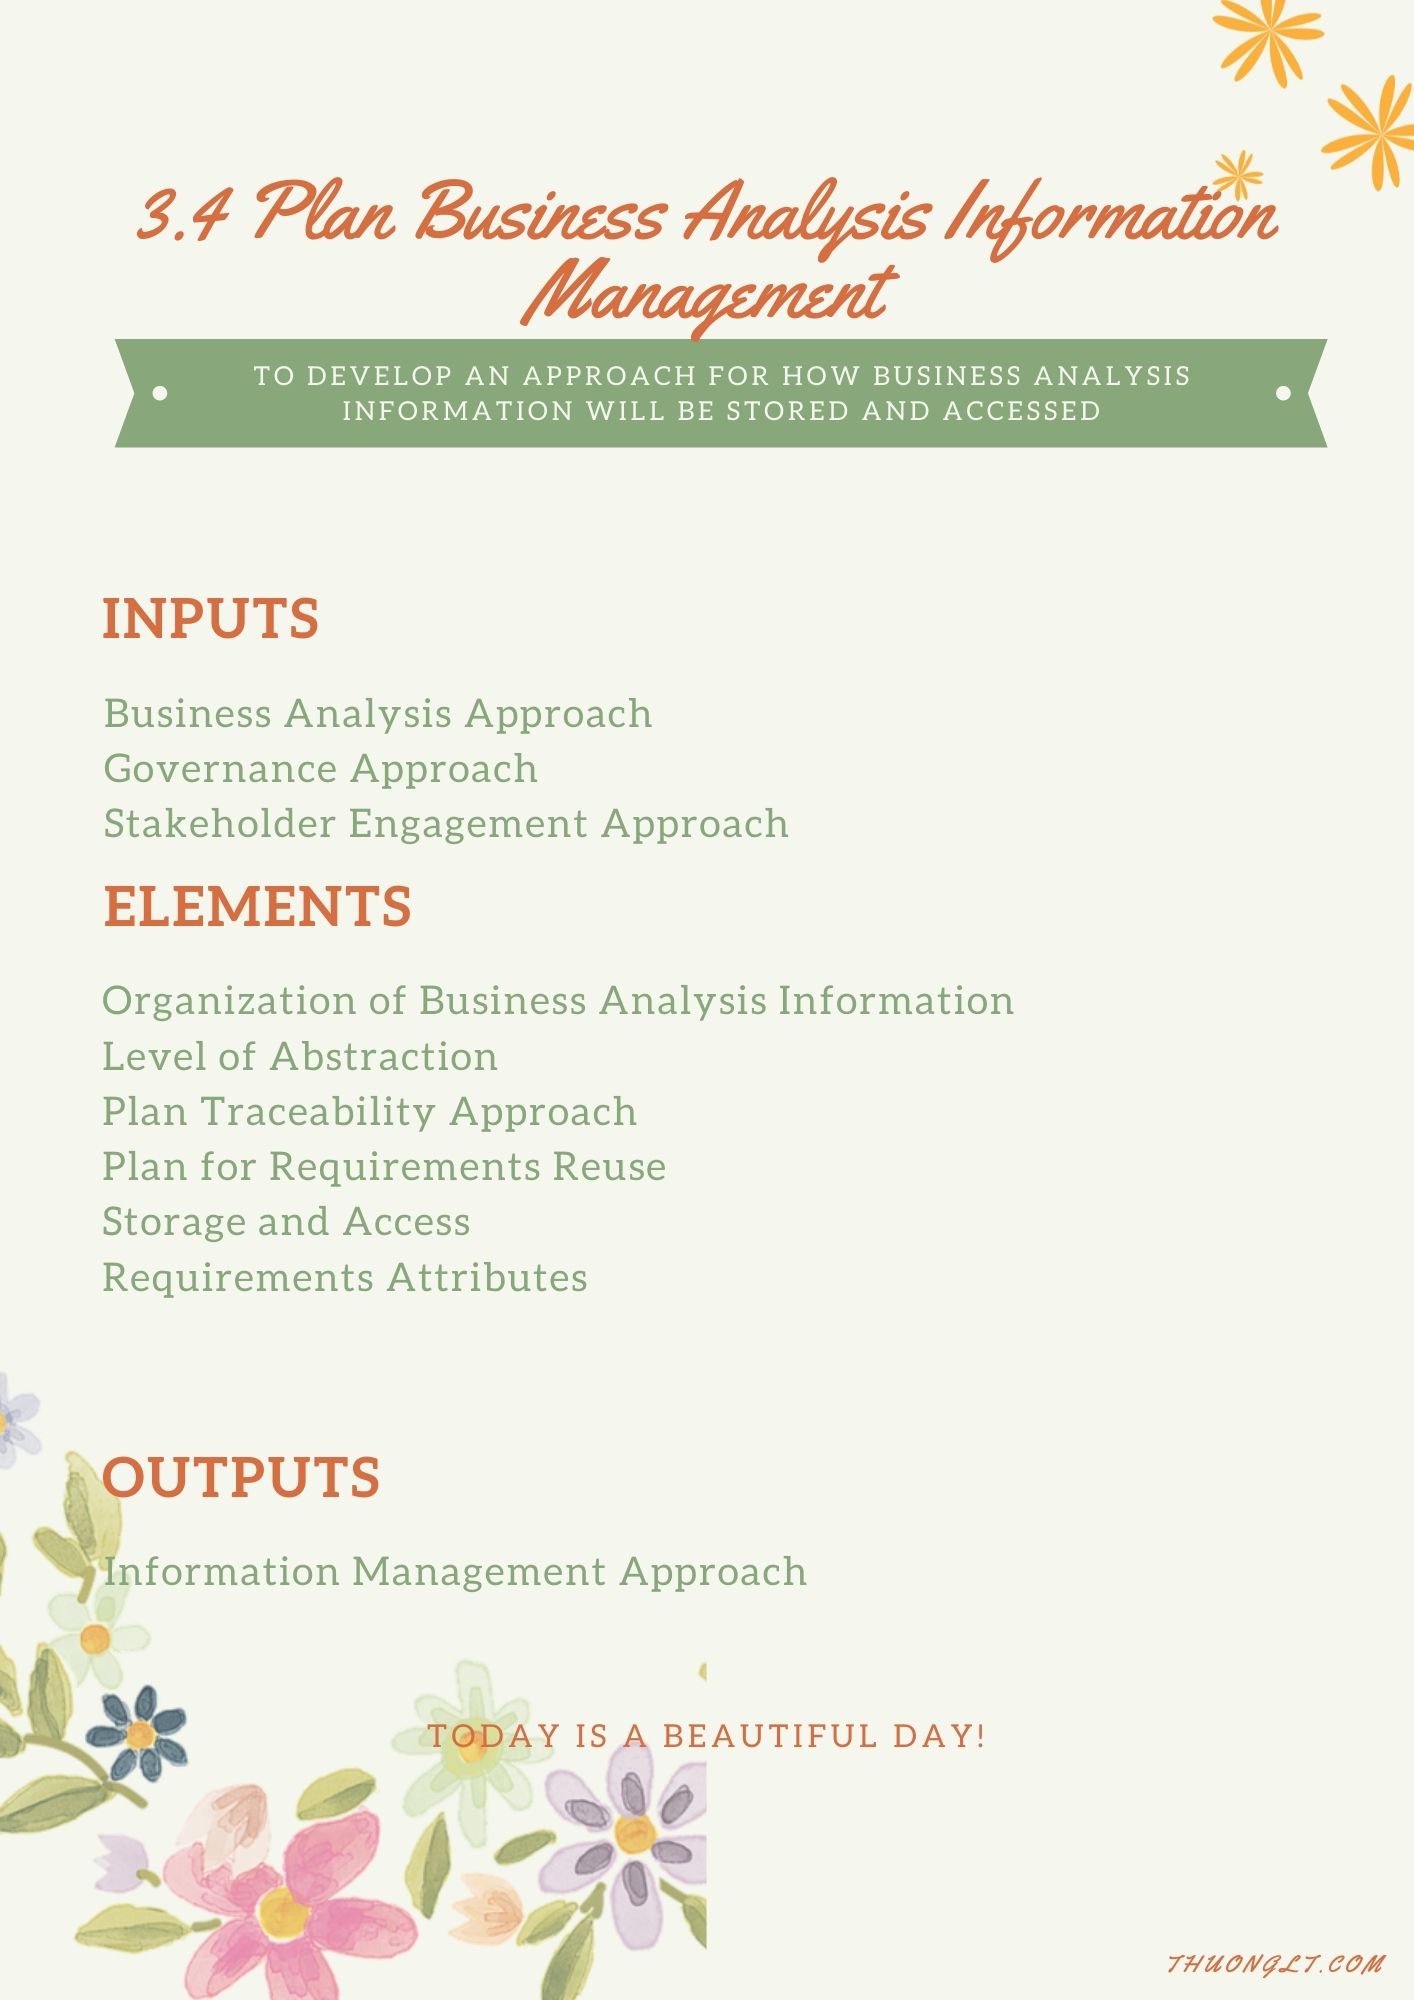 3.4 Plan Business Analysis Information
Management
TO DEVELOP AN APPROACH FOR HOW BUSINESS ANALYSIS
INFORMATION WILL BE STORED AND ACCESSED
INPUTS
Business Analysis Approach
Governance Approach
Stakeholder Engagement Approach
ELEMENTS
Organization of Business Analysis Information
Level of Abstraction
Plan Traceability Approach
Plan for Requirements Reuse
Storage and Access
Requirements Attributes
OUTPUTS
Information Management Approach
TODAY IS A BEAUTIFUL DAY!
THUONGLT.COM